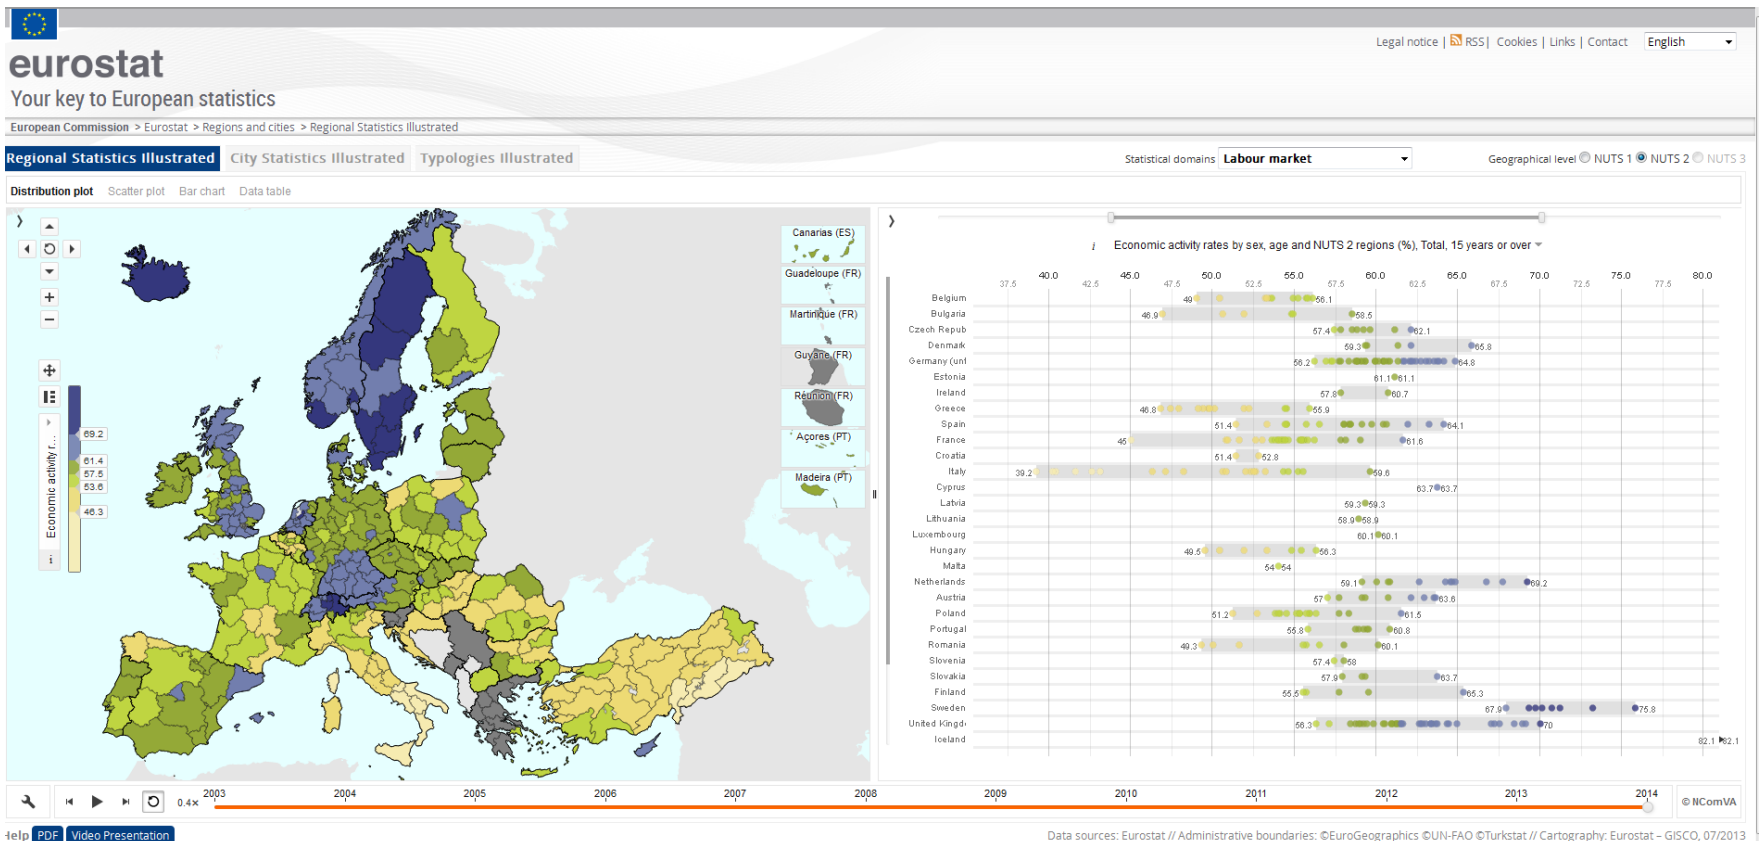 Legal notice | RSS | Cookies | Links | Contact English
eurostat
Your key to European statistics
European Commission > Eurostat > Regions and cities > Regional Statistics Illustrated
Regional Statistics Illustrated City Statistics Illustrated Typologies Illustrated
Statistical domains Labour market Geographical level NUTS 1 NUTS 2 NUTS 3
Distribution plot Scatter plot Bar chart Data table
Canarias (ES)
Guadeloupe (FR)
Martinique (FR)
Guyane (FR)
Réunion (FR)
Açores (PT)
Madeira (PT)
69.2
61.4
57.5
53.6
46.3
Economic activity r...
i
i Economic activity rates by sex, age and NUTS 2 regions (%), Total, 15 years or over
40.0 45.0 50.0 55.0 60.0 65.0 70.0 75.0 80.0
37.5 42.5 47.5 52.5 57.5 62.5 67.5 72.5 77.5
Belgium 49 56.1
Bulgaria 46.9 58.5
Czech Repub 57.4 62.1
Denmark 59.3 65.8
Germany (unt 56.2 64.8
Estonia 61.1 61.1
Ireland 57.8 60.7
Greece 46.8 55.9
Spain 51.4 64.1
France 45 61.6
Croatia 51.4 52.8
Italy 39.2 59.6
Cyprus 63.7 63.7
Latvia 59.3 59.3
Lithuania 58.9 58.9
Luxembourg 60.1 60.1
Hungary 49.5 56.3
Malta 54 54
Netherlands 59.1 69.2
Austria 57 63.6
Poland 51.2 61.5
Portugal 55.8 60.8
Romania 49.3 60.1
Slovenia 57.4 58
Slovakia 57.9 63.7
Finland 55.5 65.3
Sweden 67.9 75.8
United Kingd 56.3 70
Iceland 82.1 82.1
0.4× 2003 2004 2005 2006 2007 2008 2009 2010 2011 2012 2013 2014
© NComVA
Help PDF Video Presentation
Data sources: Eurostat // Administrative boundaries: ©EuroGeographics ©UN-FAO ©Turkstat // Cartography: Eurostat – GISCO, 07/2013